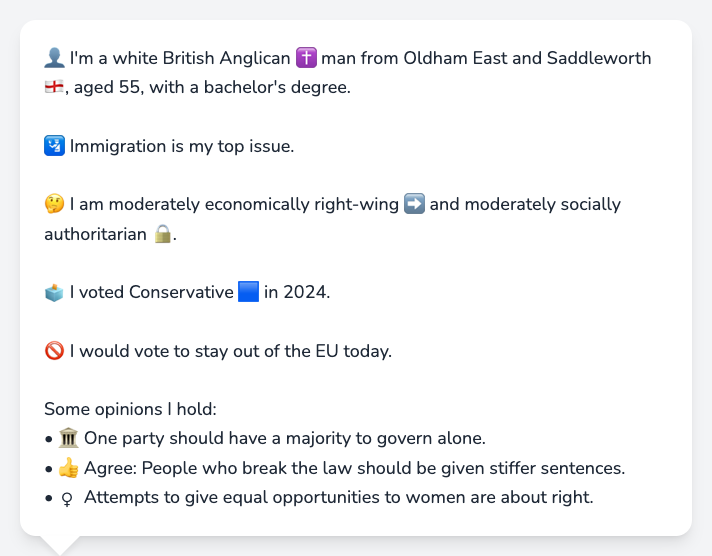 👤 I'm a white British Anglican ✝️ man from Oldham East and Saddleworth
🏴󠁧󠁢󠁥󠁮󠁧󠁿, aged 55, with a bachelor's degree.
🛂 Immigration is my top issue.
🤔 I am moderately economically right-wing ➡️ and moderately socially
authoritarian 🔒.
🗳️ I voted Conservative 🟦 in 2024.
🚫 I would vote to stay out of the EU today.
Some opinions I hold:
• 🏛️ One party should have a majority to govern alone.
• 👍 Agree: People who break the law should be given stiffer sentences.
• ♀ Attempts to give equal opportunities to women are about right.